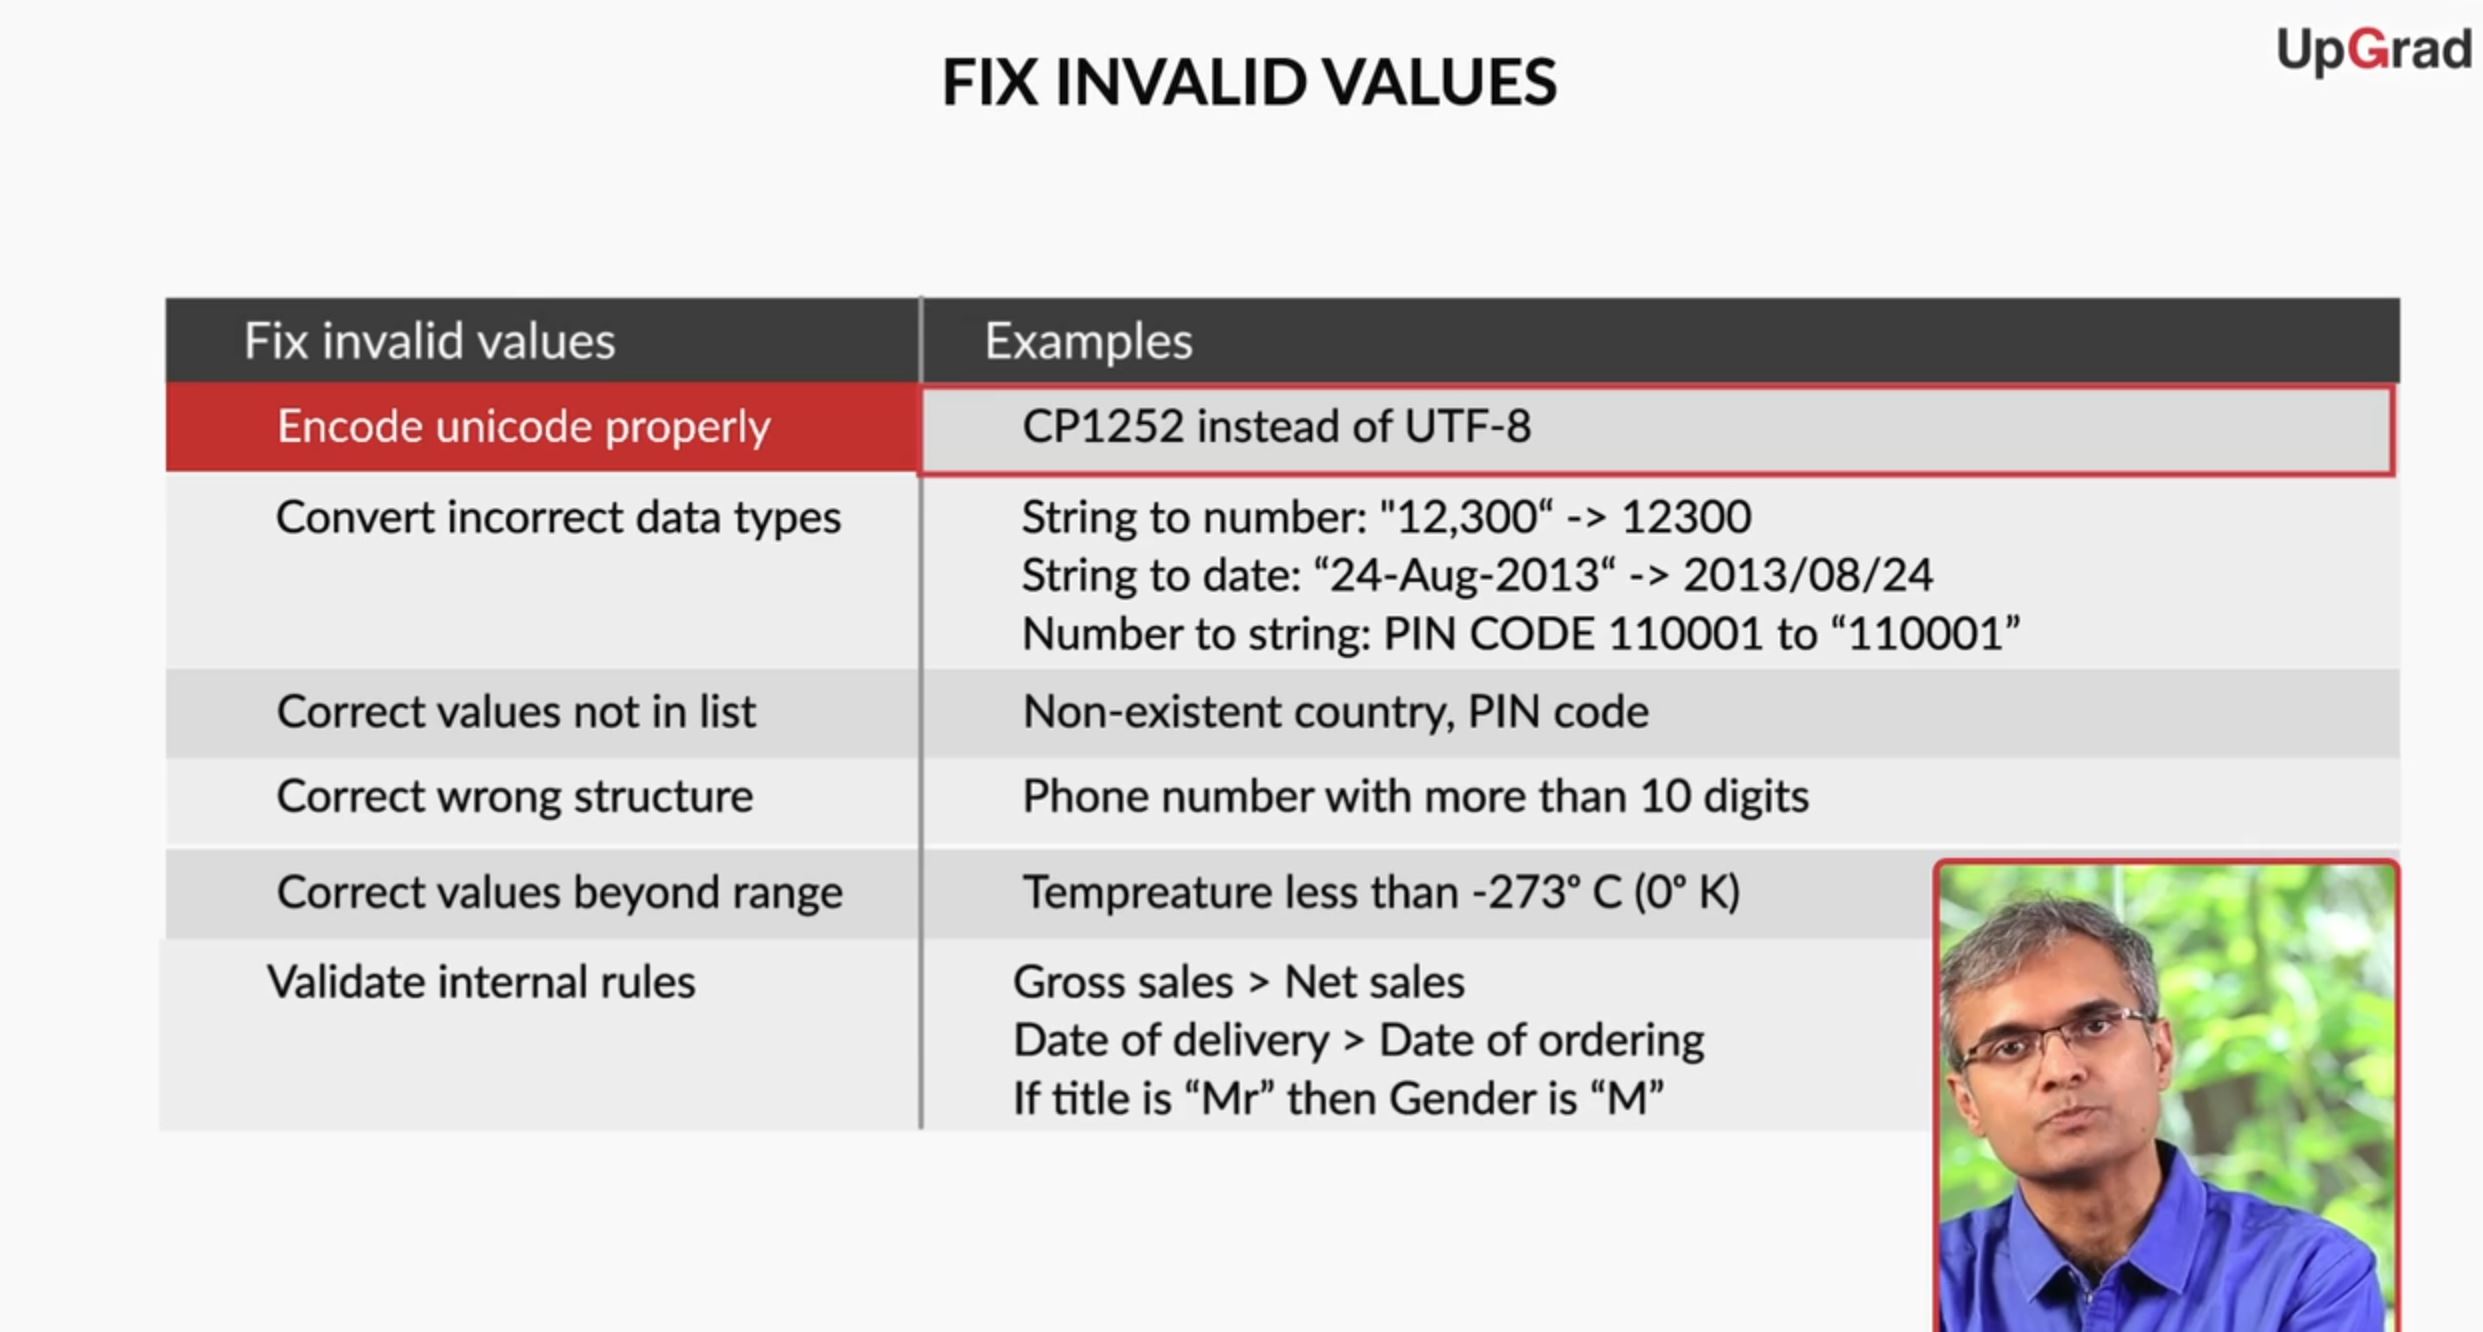 UpGrad
FIX INVALID VALUES
Fix invalid values
Examples
Encode unicode properly
CP1252 instead of UTF-8
Convert incorrect data types
String to number: "12,300“ -> 12300
String to date: “24-Aug-2013“ -> 2013/08/24
Number to string: PIN CODE 110001 to “110001”
Correct values not in list
Non-existent country, PIN code
Correct wrong structure
Phone number with more than 10 digits
Correct values beyond range
Tempreature less than -273° C (0° K)
Validate internal rules
Gross sales > Net sales
Date of delivery > Date of ordering
If title is “Mr” then Gender is “M”